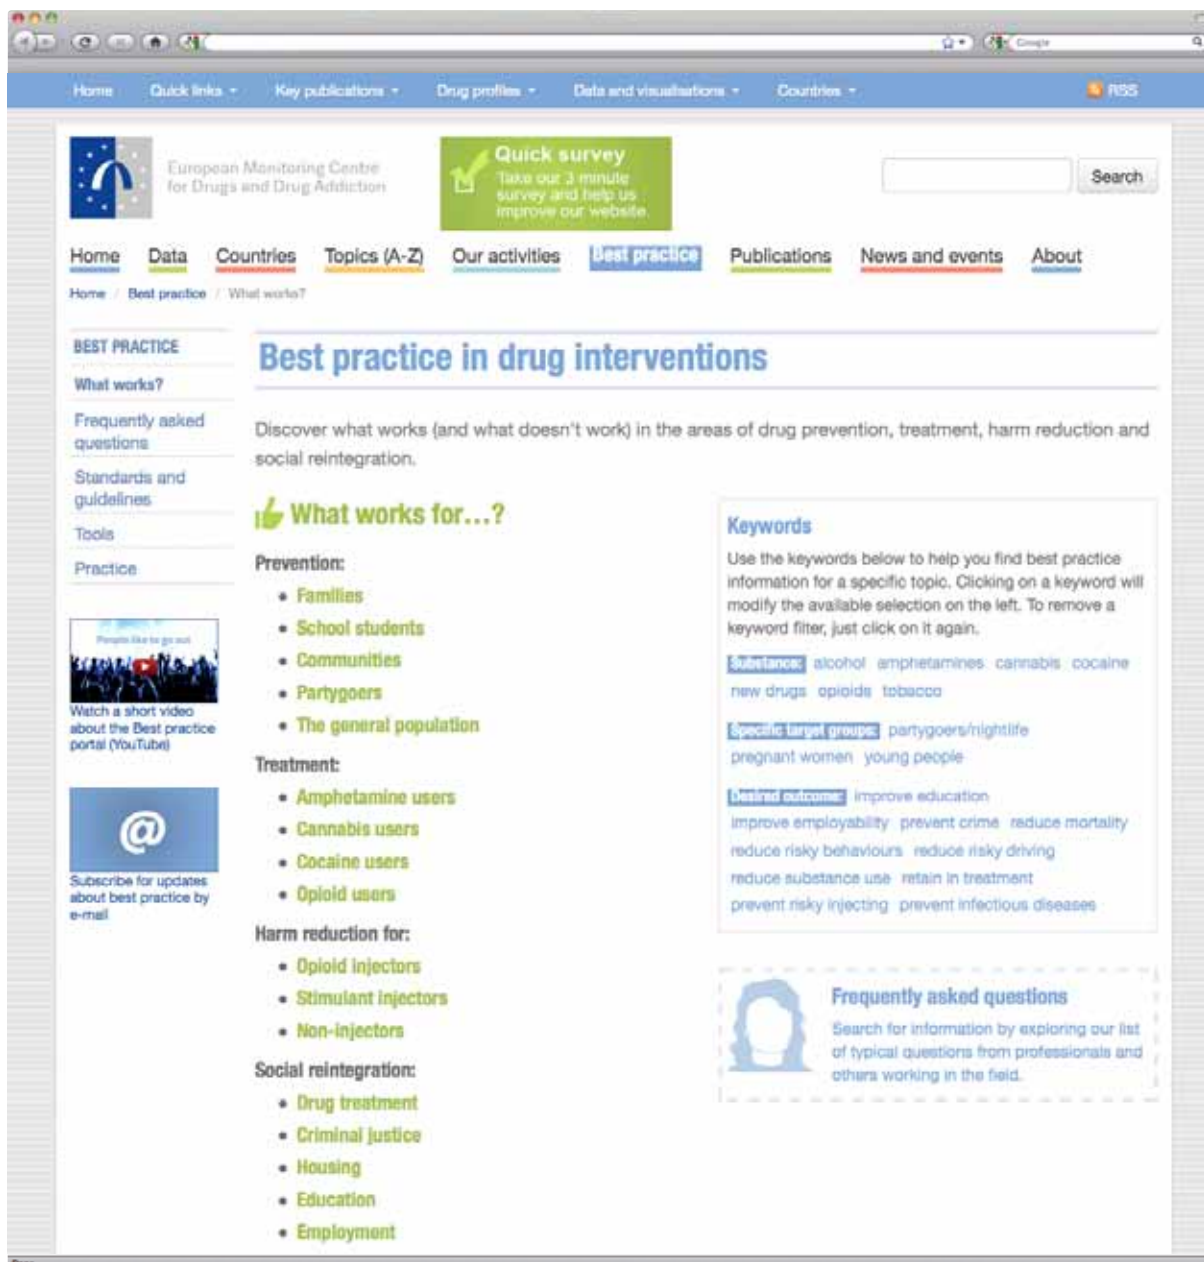 Google
Home Quick links Key publications Drug profiles Data and visualisations Countries RSS
European Monitoring Centre
for Drugs and Drug Addiction
Quick survey
Take our 3 minute
survey and help us
improve our website.
Search
Home Data Countries Topics (A-Z) Our activities Best practice Publications News and events About
Home / Best practice / What works?
BEST PRACTICE
What works?
Frequently asked
questions
Standards and
guidelines
Tools
Practice
People like to go out
Watch a short video
about the Best practice
portal (YouTube)
@
Subscribe for updates
about best practice by
e-mail
Best practice in drug interventions
Discover what works (and what doesn't work) in the areas of drug prevention, treatment, harm reduction and
social reintegration.
What works for...?
Prevention:
• Families
• School students
• Communities
• Partygoers
• The general population
Treatment:
• Amphetamine users
• Cannabis users
• Cocaine users
• Opioid users
Harm reduction for:
• Opioid injectors
• Stimulant injectors
• Non-injectors
Social reintegration:
• Drug treatment
• Criminal justice
• Housing
• Education
• Employment
Keywords
Use the keywords below to help you find best practice
information for a specific topic. Clicking on a keyword will
modify the available selection on the left. To remove a
keyword filter, just click on it again.
Substance: alcohol amphetamines cannabis cocaine
new drugs opioids tobacco
Specific target groups: partygoers/nightlife
pregnant women young people
Desired outcome: improve education
improve employability prevent crime reduce mortality
reduce risky behaviours reduce risky driving
reduce substance use retain in treatment
prevent risky injecting prevent infectious diseases
Frequently asked questions
Search for information by exploring our list
of typical questions from professionals and
others working in the field.